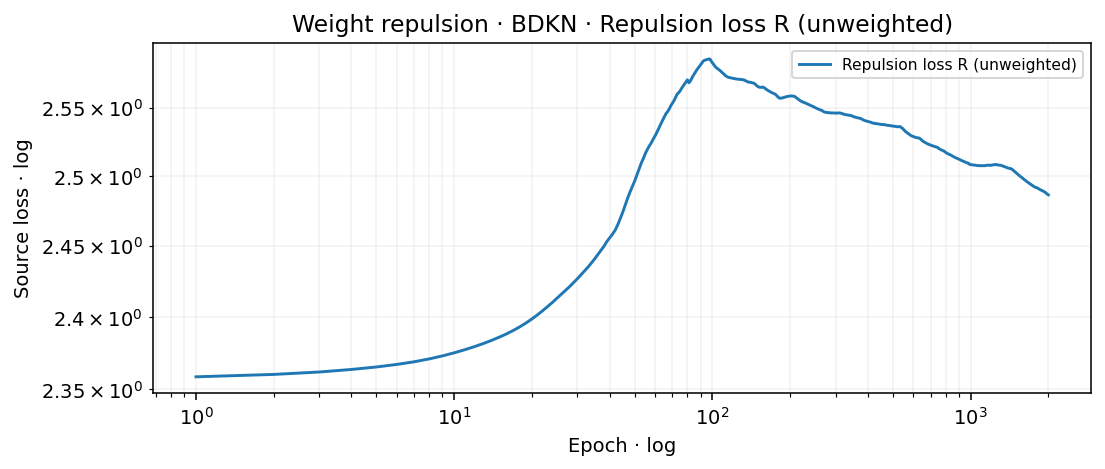 Weight repulsion · BDKN · Repulsion loss R (unweighted)
Repulsion loss R (unweighted)
Source loss · log
2.55 × 10⁰
2.5 × 10⁰
2.45 × 10⁰
2.4 × 10⁰
2.35 × 10⁰
10⁰ 10¹ 10² 10³
Epoch · log